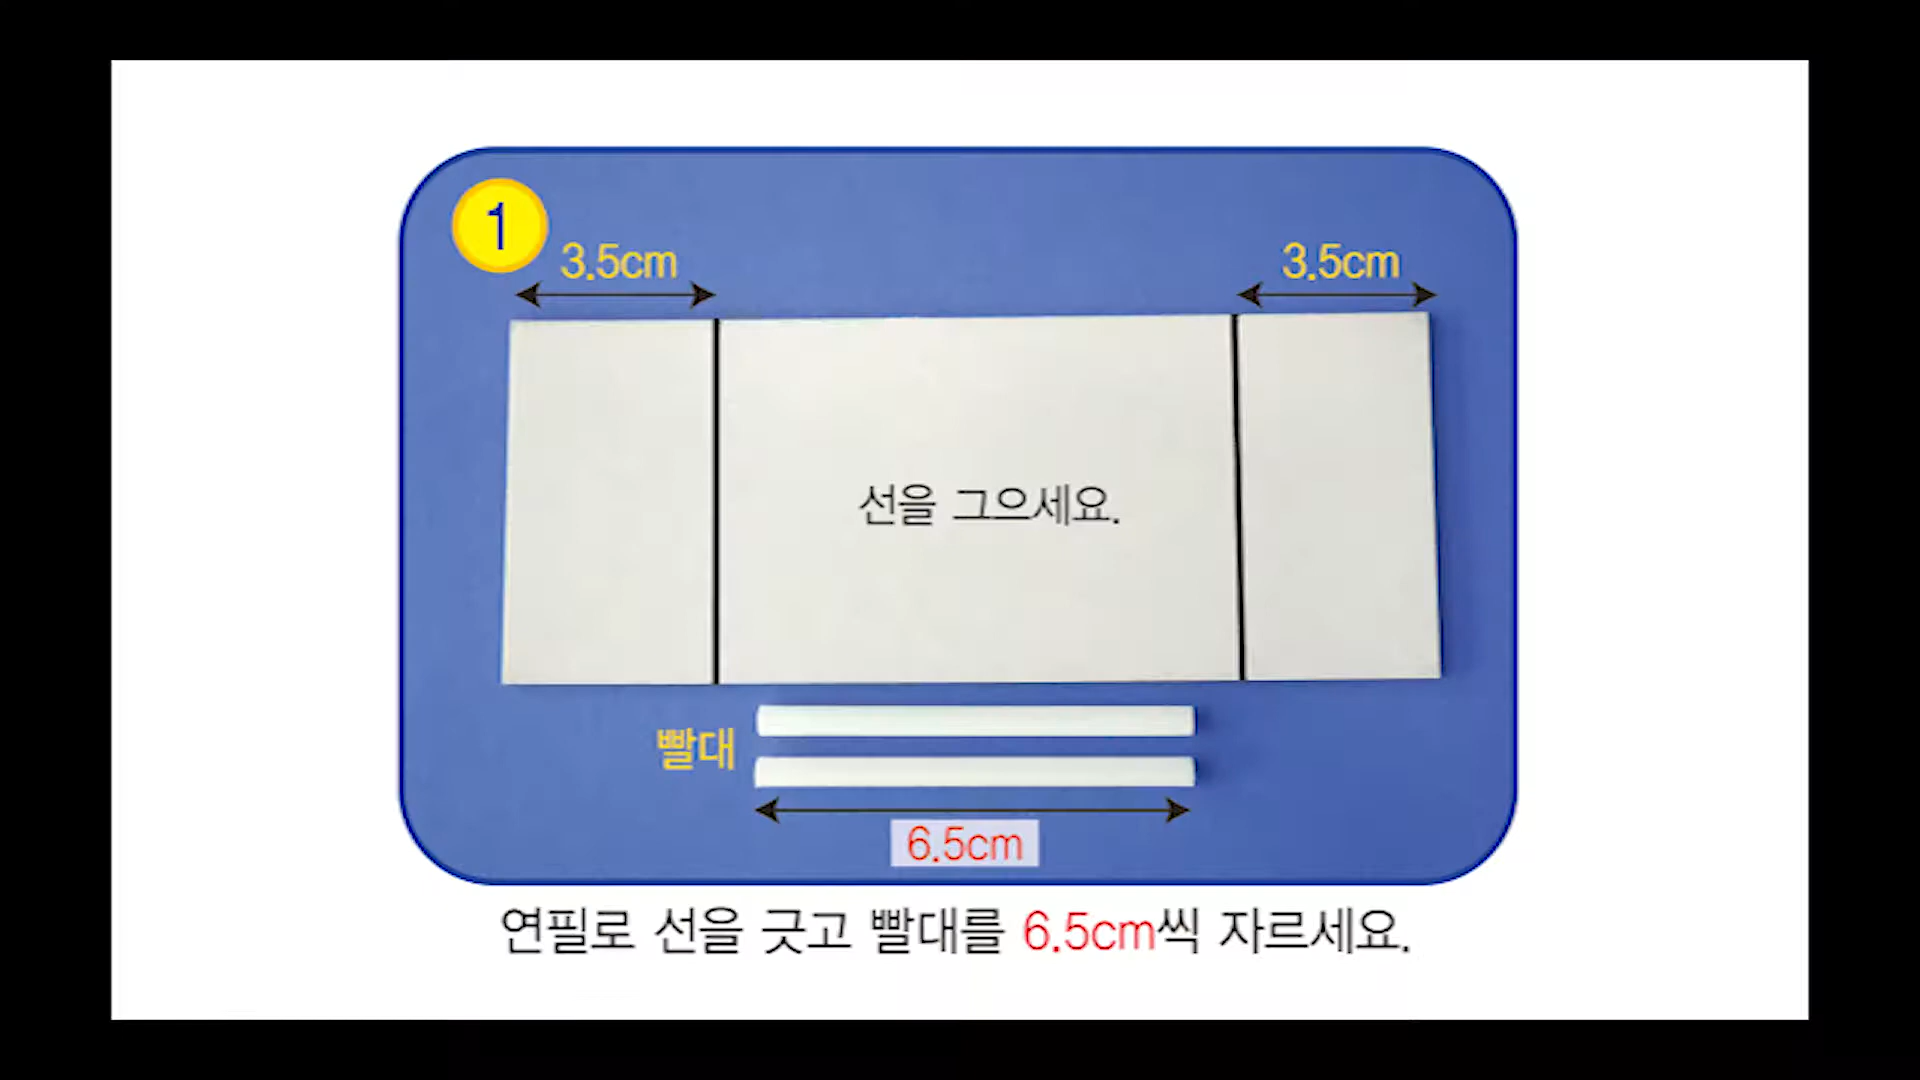 1
3.5cm
3.5cm
선을 그으세요.
빨대
6.5cm
연필로 선을 긋고 빨대를 6.5cm씩 자르세요.